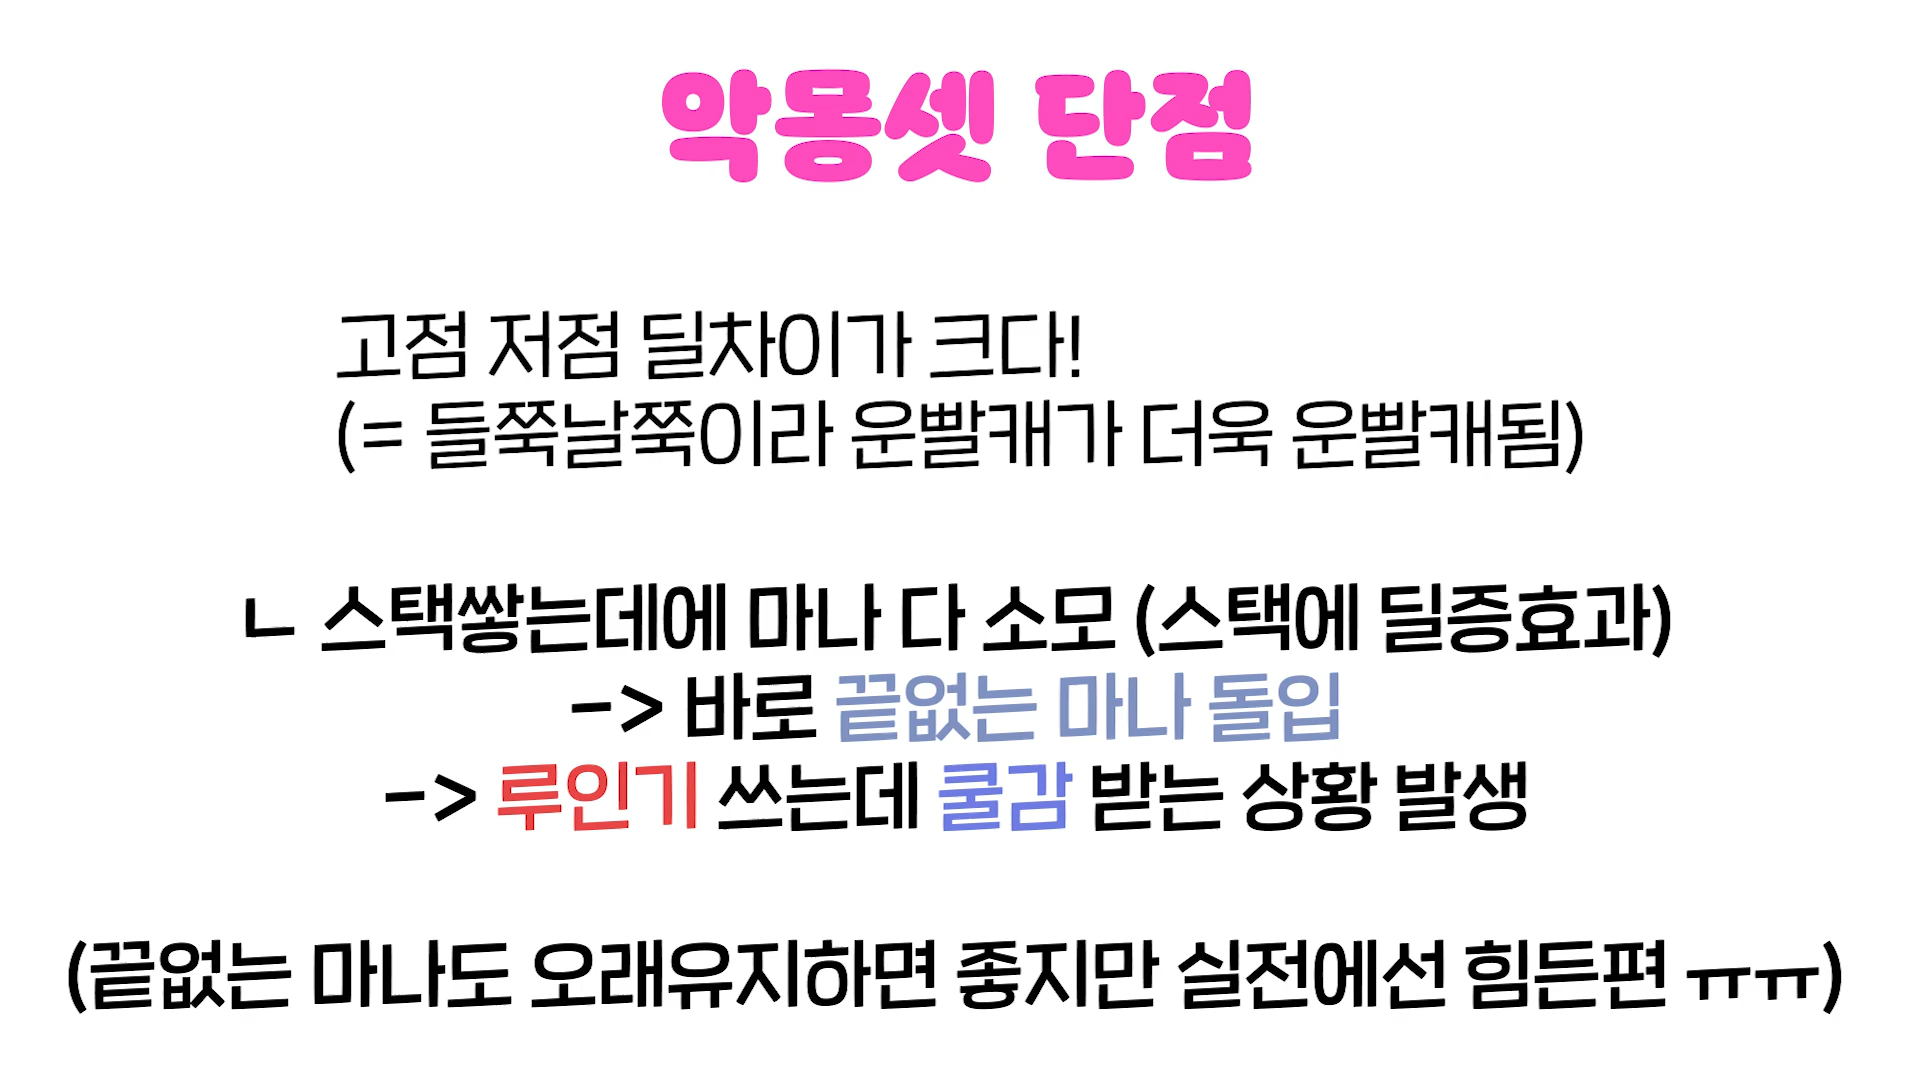 악몽셋 단점
고점 저점 딜차이가 크다!
(= 들쭉날쭉이라 운빨캐가 더욱 운빨캐됨)
ㄴ 스택쌓는데에 마나 다 소모 (스택에 딜증효과)
-> 바로 끝없는 마나 돌입
-> 루인기 쓰는데 쿨감 받는 상황 발생
(끝없는 마나도 오래유지하면 좋지만 실전에선 힘든편 ㅠㅠ)